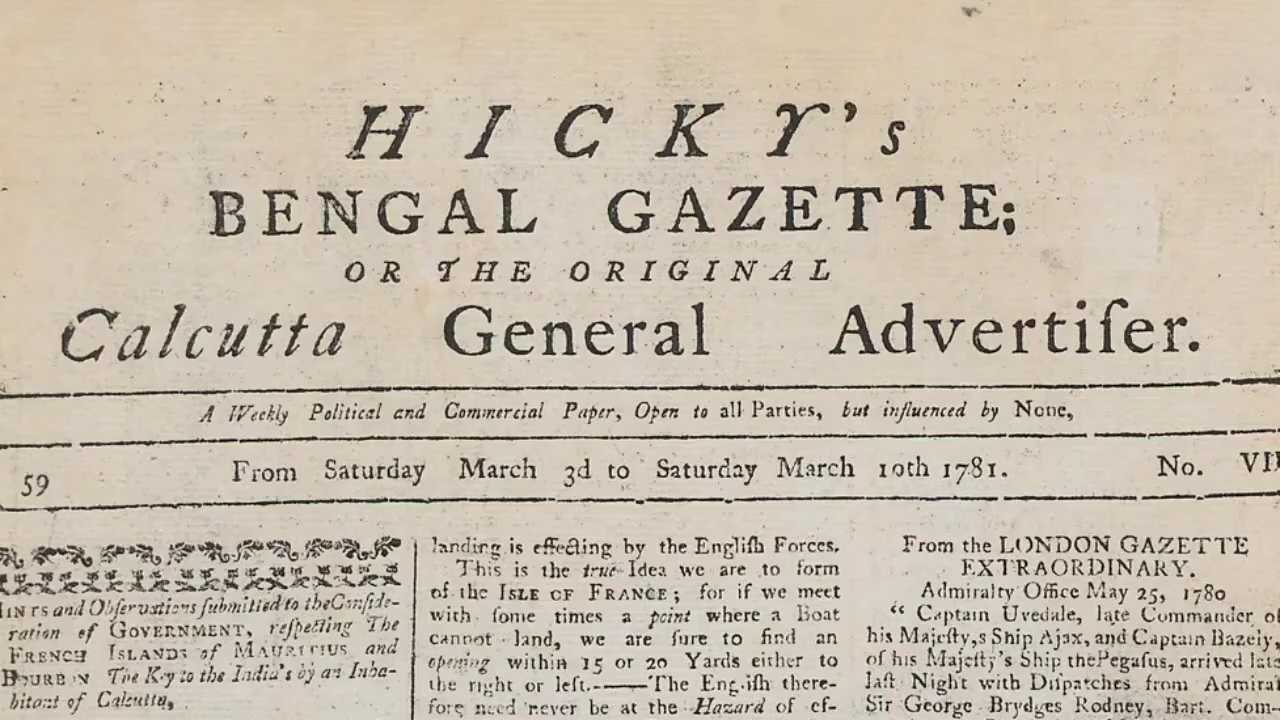 HICKY's
BENGAL GAZETTE;
OR THE ORIGINAL
Calcutta General Advertiſer.
A Weekly Political and Commercial Paper, Open to all Parties, but influenced by None,
59 From Saturday March 3d to Saturday March 10th 1781. No. VII
HINTS and Obſervations ſubmitted to the Conſide-
ration of GOVERNMENT, reſpecting The
FRENCH ISLANDS of MAURITIUS and
BOURBON The Key to the India's by an Inha-
bitant of Calcutta,
landing is effecting by the Engliſh Forces.
This is the true Idea we are to form
of the ISLE OF FRANCE; for if we meet
with ſome times a point where a Boat
cannot land, we are ſure to find an
opening within 15 or 20 Yards either to
the right or left.——The Engliſh there-
fore need never be at the Hazard of ef-
From the LONDON GAZETTE
EXTRAORDINARY.
Admiralty Office May 25, 1780
“ Captain Uvedale, late Commander of
his Majeſty,s Ship Ajax, and Captain Bazely,
of his Majeſty's Ship the Pegaſus, arrived late
laſt Night with Diſpatches from Admiral
Sir George Brydges Rodney, Bart. Com-